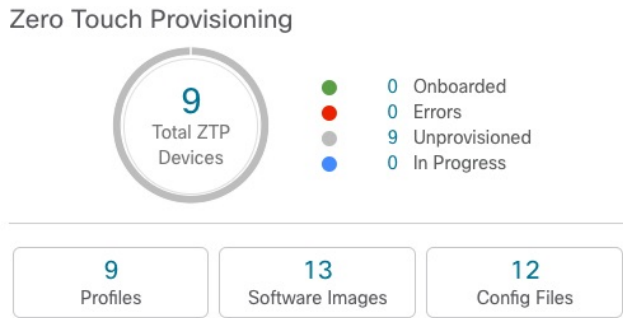 Zero Touch Provisioning
9
Total ZTP
Devices
0 Onboarded
0 Errors
9 Unprovisioned
0 In Progress
9
Profiles
13
Software Images
12
Config Files